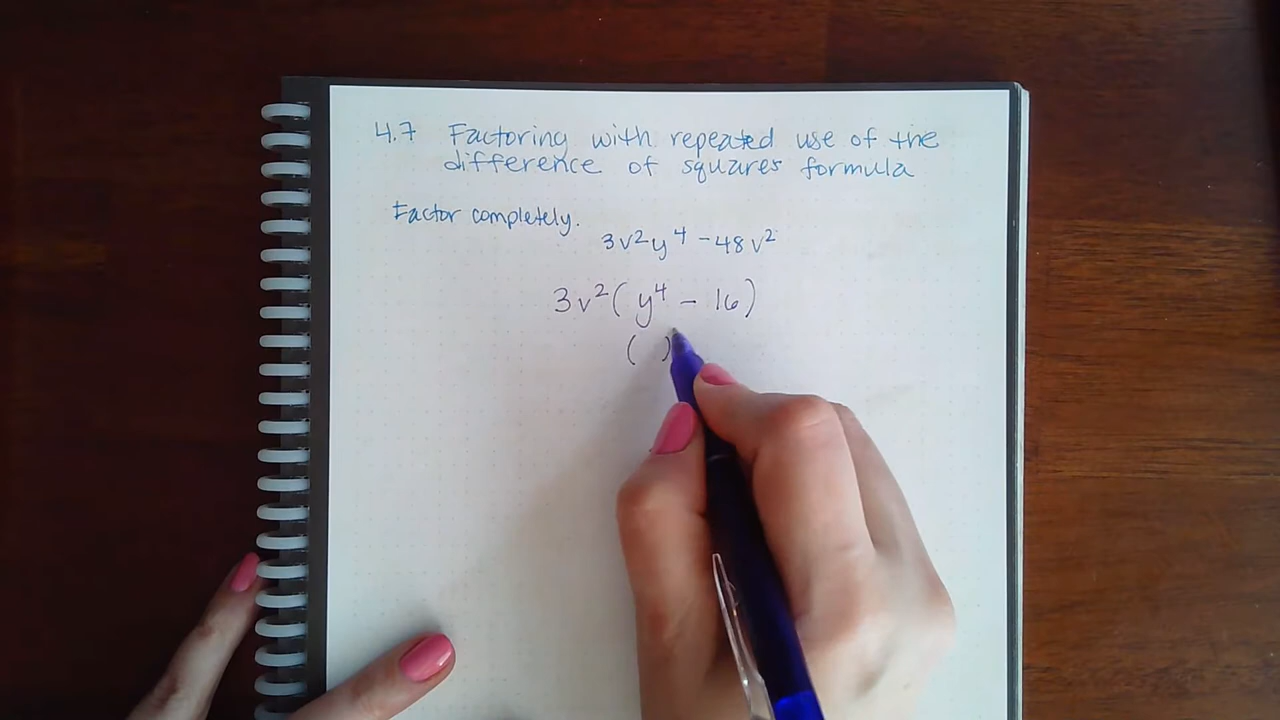 4.7 Factoring with repeated use of the
difference of squares formula
Factor completely.
3v²y⁴ - 48v²
3v²( y⁴ - 16)
( )